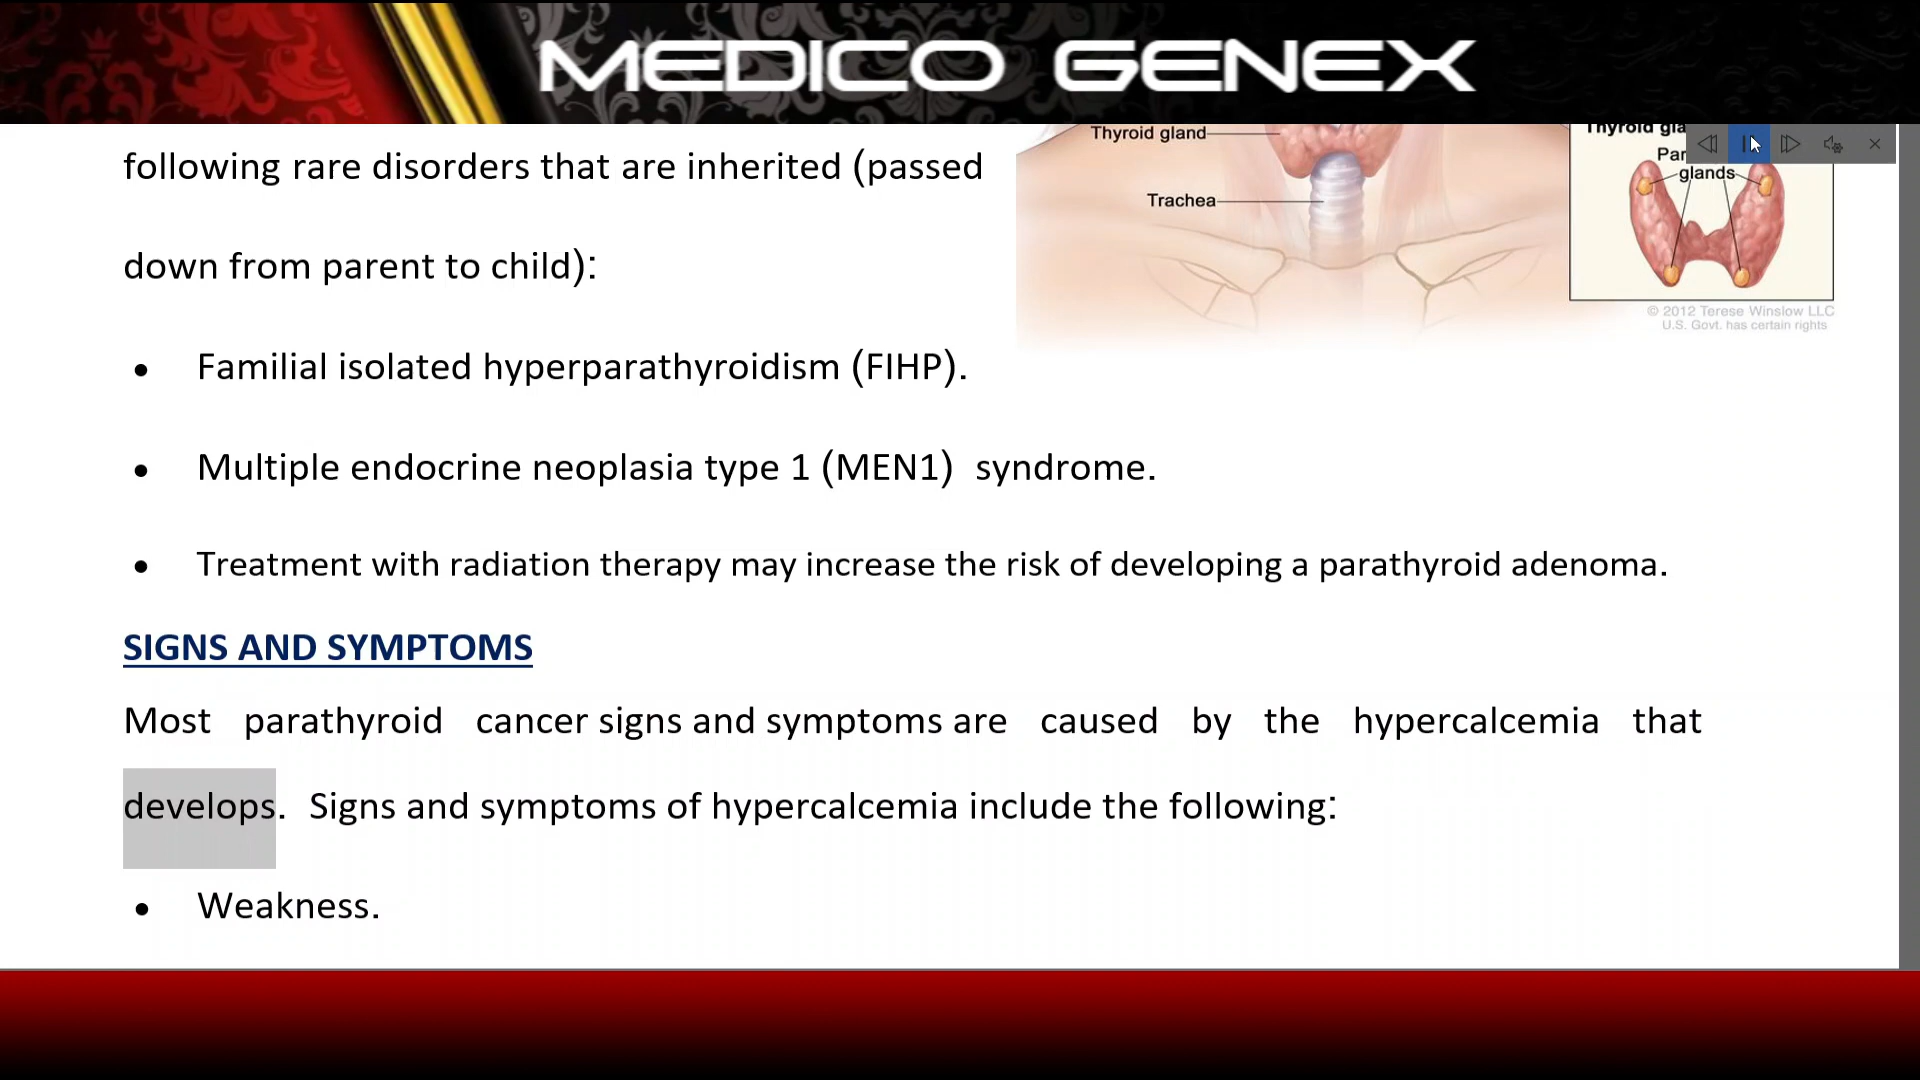 MEDICO GENEX
following rare disorders that are inherited (passed
down from parent to child):
• Familial isolated hyperparathyroidism (FIHP).
• Multiple endocrine neoplasia type 1 (MEN1) syndrome.
• Treatment with radiation therapy may increase the risk of developing a parathyroid adenoma.
SIGNS AND SYMPTOMS
Most parathyroid cancer signs and symptoms are caused by the hypercalcemia that
develops. Signs and symptoms of hypercalcemia include the following:
• Weakness.
Thyroid gland
Trachea
Thyroid
glands
© 2012 Terese Winslow LLC
U.S. Govt. has certain rights